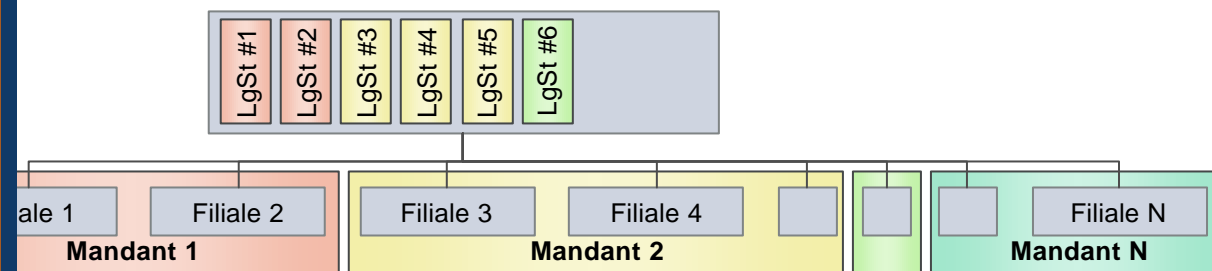 LgSt #1
LgSt #2
LgSt #3
LgSt #4
LgSt #5
LgSt #6
ale 1
Filiale 2
Filiale 3
Filiale 4
Filiale N
Mandant 1
Mandant 2
Mandant N